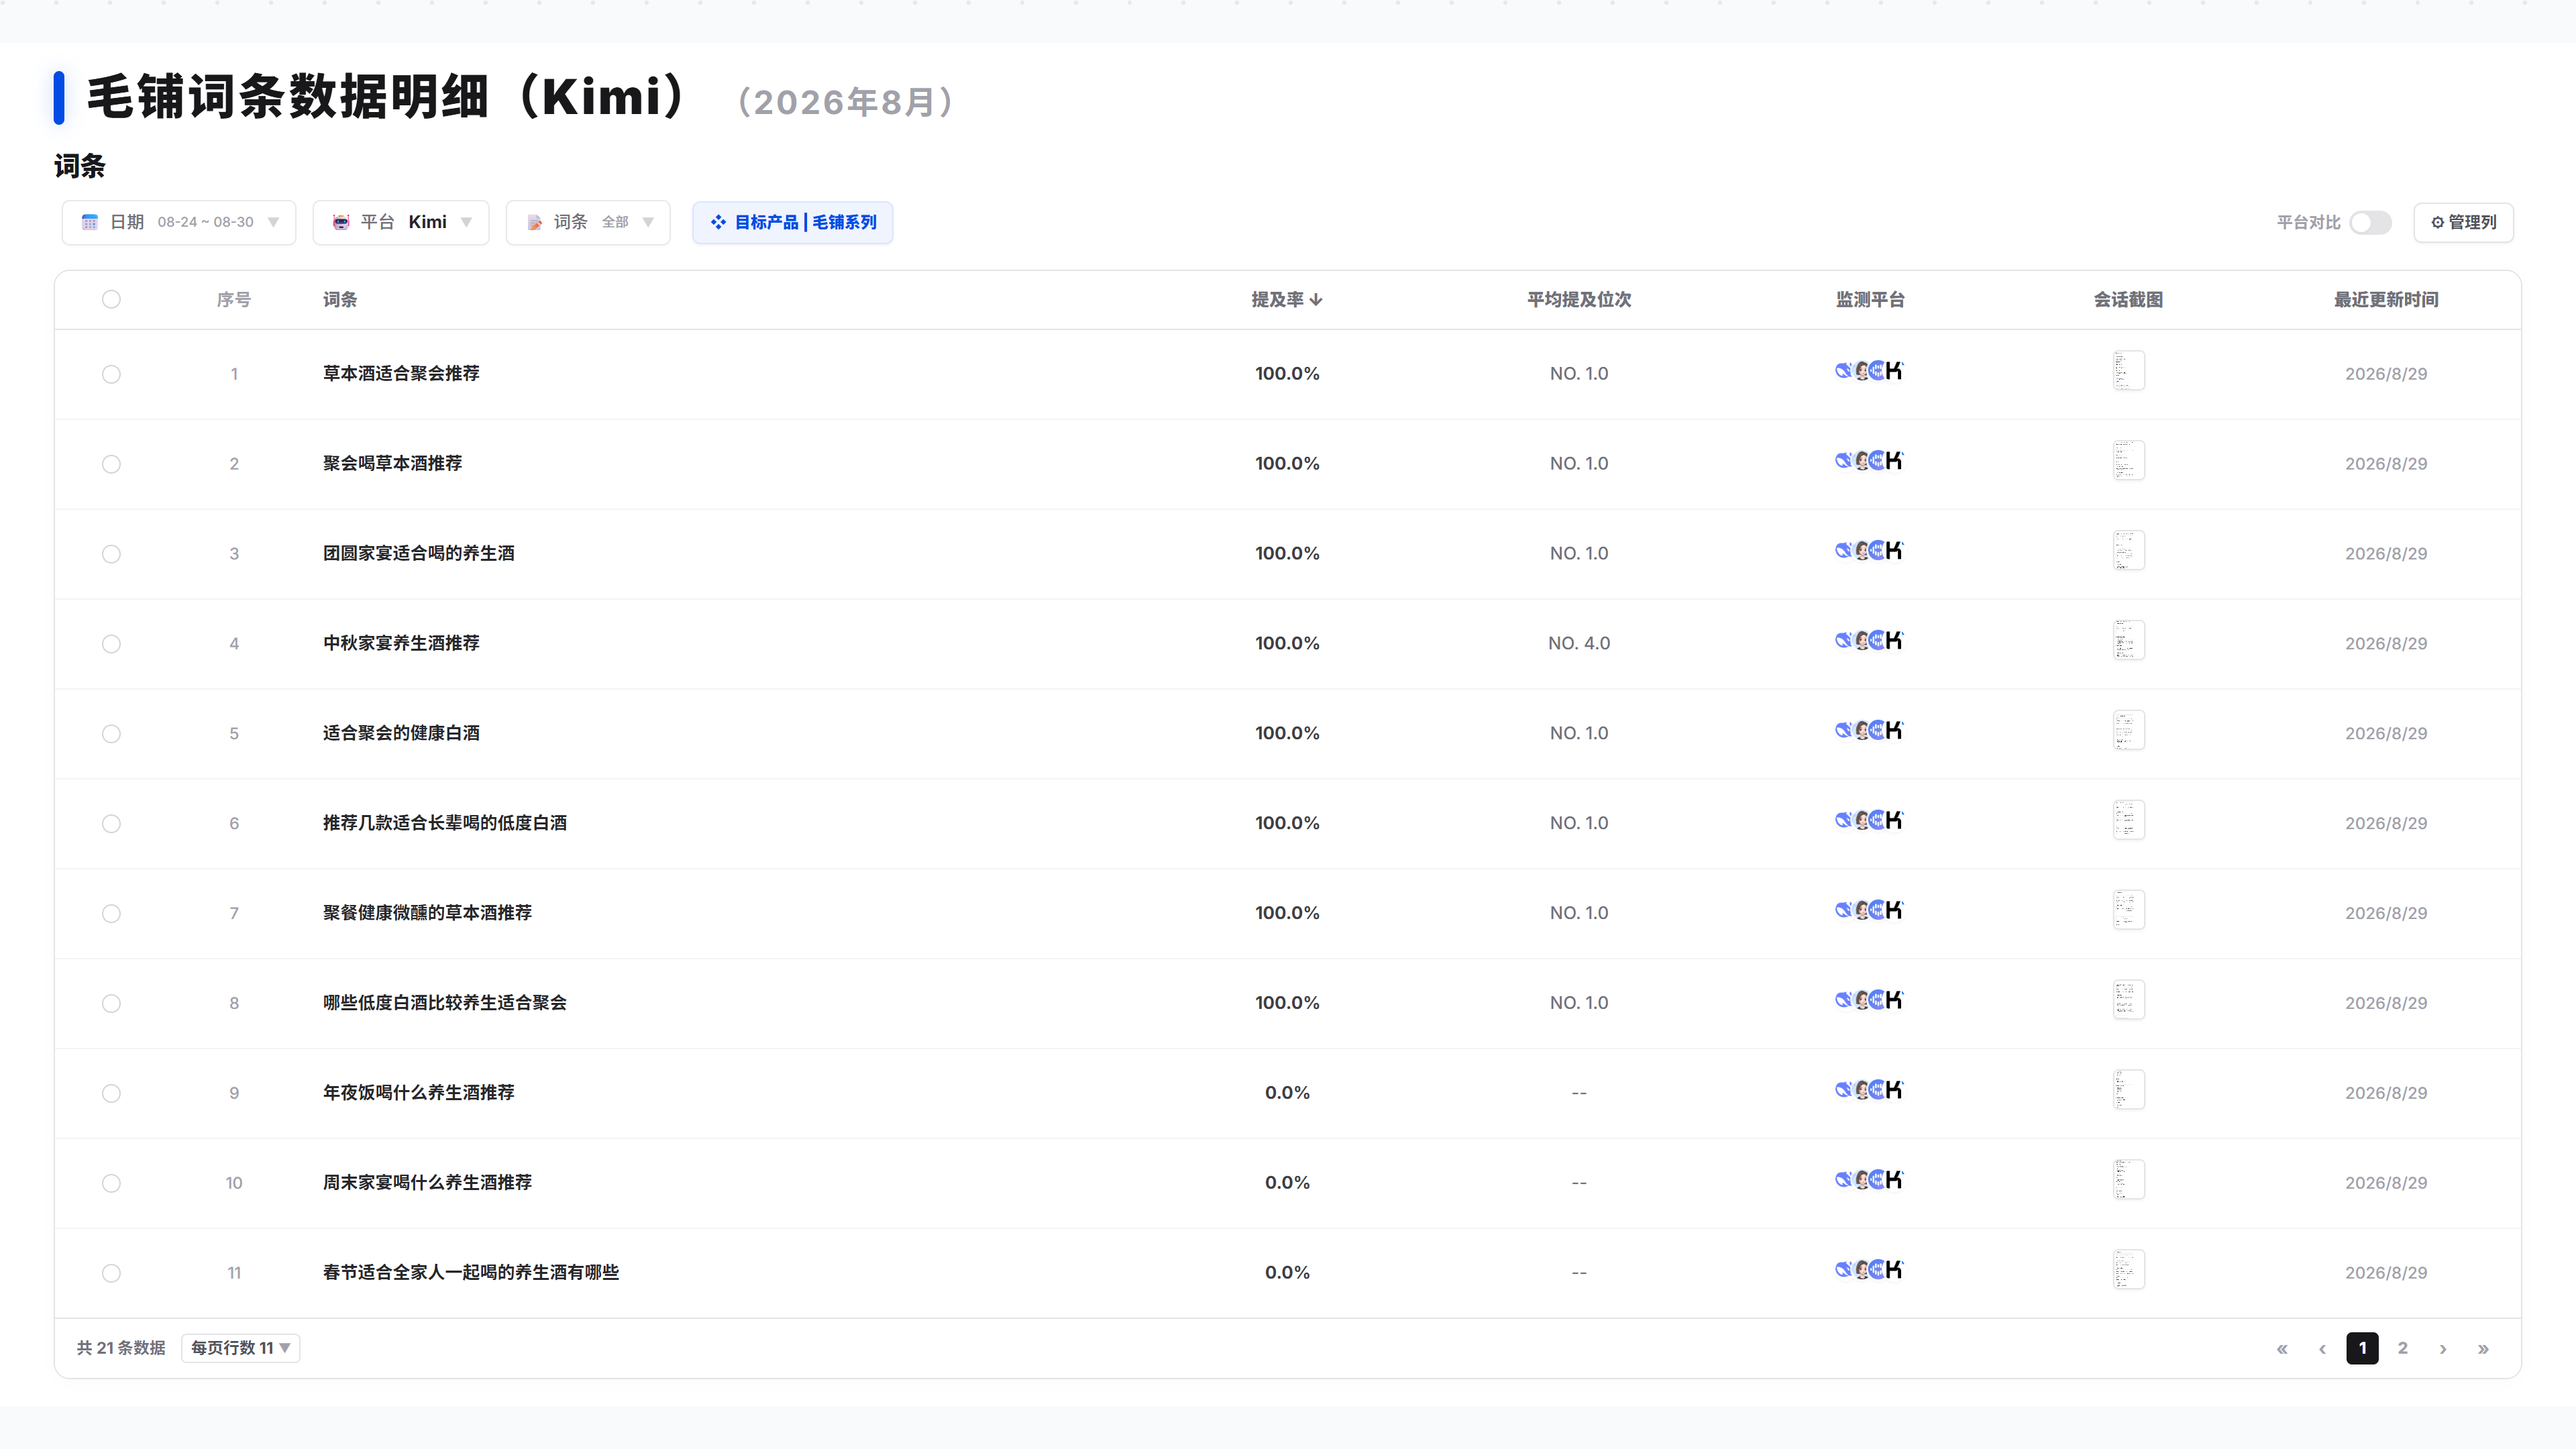 毛铺词条数据明细（Kimi） （2026年8月）
词条
日期 08-24 ~ 08-30 ▼ 平台 Kimi ▼ 词条 全部 ▼ 目标产品 | 毛铺系列 平台对比 管理列
序号 词条 提及率 ↓ 平均提及位次 监测平台 会话截图 最近更新时间
1 草本酒适合聚会推荐 100.0% NO. 1.0 2026/8/29
2 聚会喝草本酒推荐 100.0% NO. 1.0 2026/8/29
3 团圆家宴适合喝的养生酒 100.0% NO. 1.0 2026/8/29
4 中秋家宴养生酒推荐 100.0% NO. 4.0 2026/8/29
5 适合聚会的健康白酒 100.0% NO. 1.0 2026/8/29
6 推荐几款适合长辈喝的低度白酒 100.0% NO. 1.0 2026/8/29
7 聚餐健康微醺的草本酒推荐 100.0% NO. 1.0 2026/8/29
8 哪些低度白酒比较养生适合聚会 100.0% NO. 1.0 2026/8/29
9 年夜饭喝什么养生酒推荐 0.0% -- 2026/8/29
10 周末家宴喝什么养生酒推荐 0.0% -- 2026/8/29
11 春节适合全家人一起喝的养生酒有哪些 0.0% -- 2026/8/29
共 21 条数据 每页行数 11 ▼ « ‹ 1 2 › »